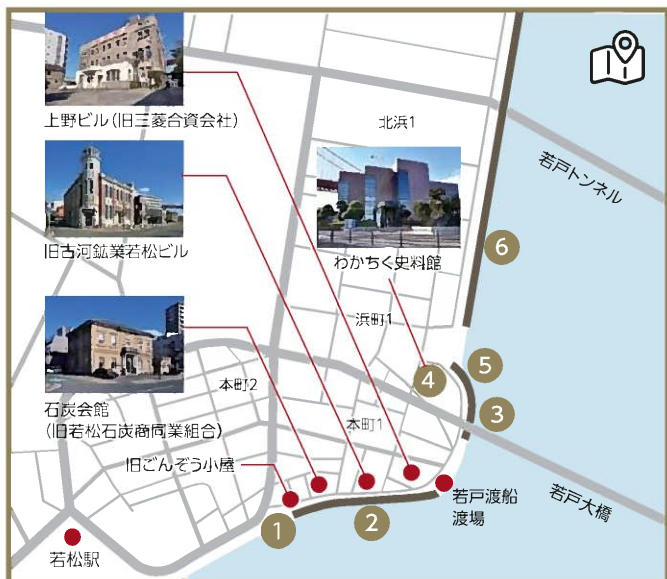 上野ビル（旧三菱合資会社）
北浜1
若戸トンネル
旧古河鉱業若松ビル
わかちく史料館
6
浜町1
5
4
3
本町2
本町1
石炭会館
（旧若松石炭商同業組合）
旧ごんぞう小屋
1
2
若戸渡船
渡場
若戸大橋
若松駅